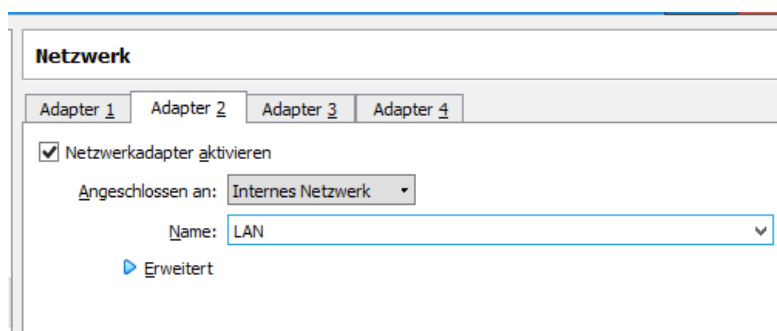 Netzwerk
Adapter 1 Adapter 2 Adapter 3 Adapter 4
Netzwerkadapter aktivieren
Angeschlossen an: Internes Netzwerk
Name: LAN
Erweitert